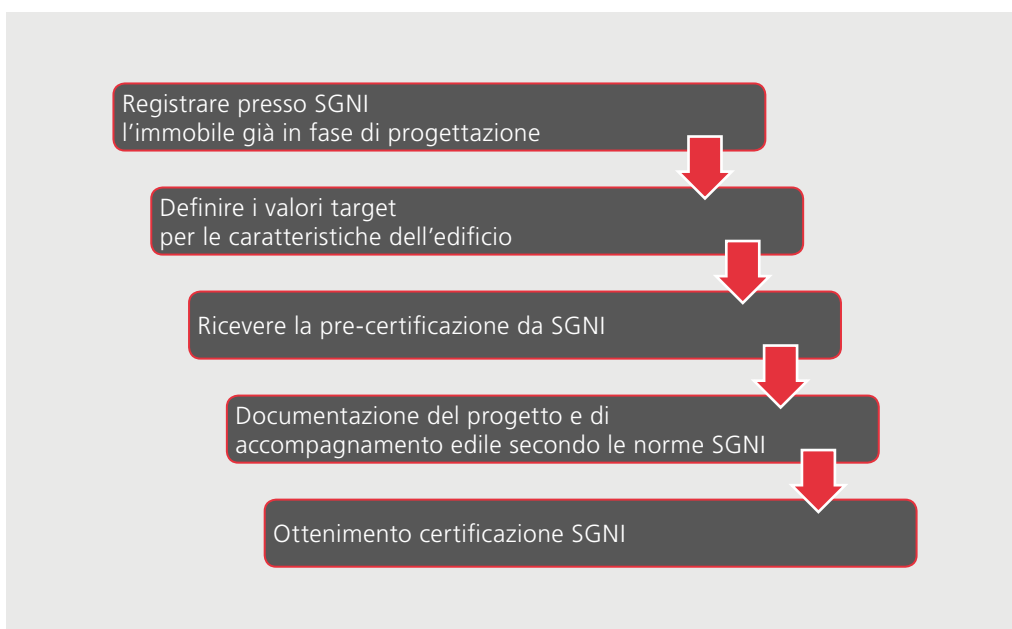 Registrare presso SGNI
l’immobile già in fase di progettazione
Definire i valori target
per le caratteristiche dell’edificio
Ricevere la pre-certificazione da SGNI
Documentazione del progetto e di
accompagnamento edile secondo le norme SGNI
Ottenimento certificazione SGNI